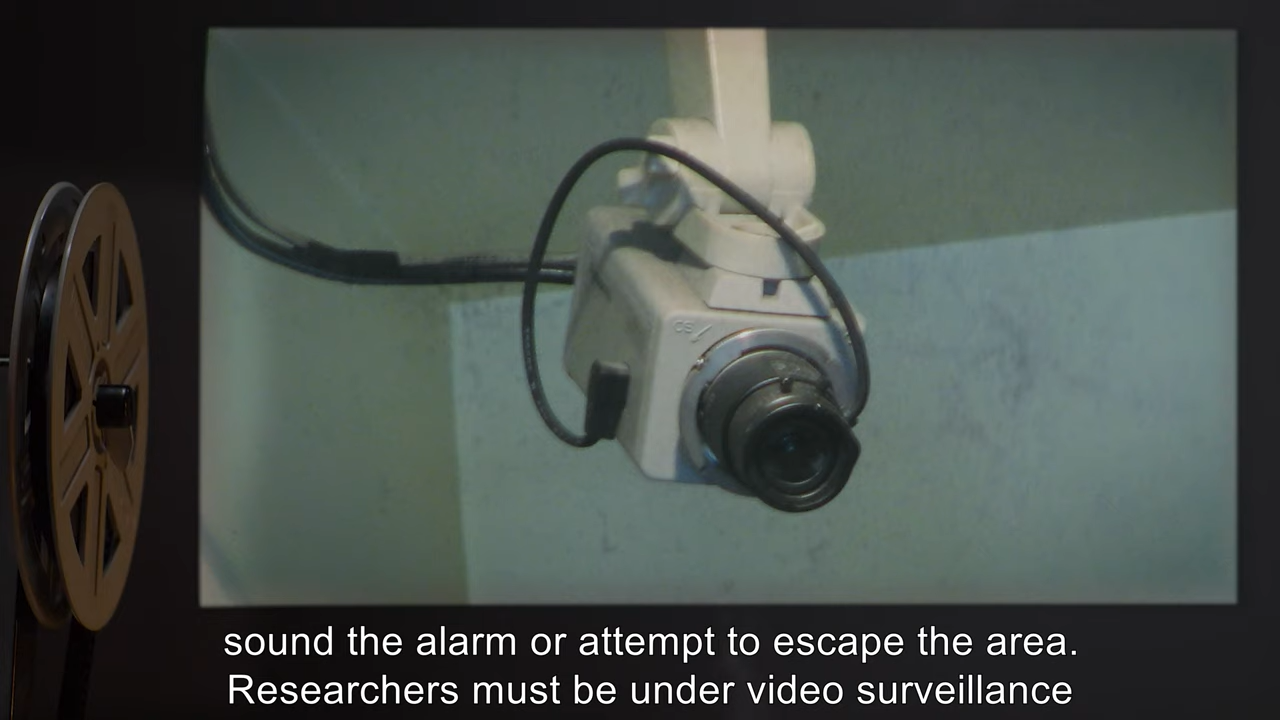 CS
sound the alarm or attempt to escape the area.
Researchers must be under video surveillance